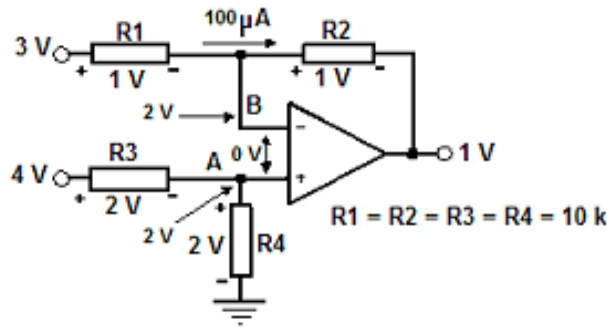 100µA
3 V
R1
R2
+ 1 V -
+ 1 V -
2 V
B
-
0 V
1 V
A
+
4 V
R3
+ 2 V -
2 V
+
2 V
R4
-
R1 = R2 = R3 = R4 = 10 k